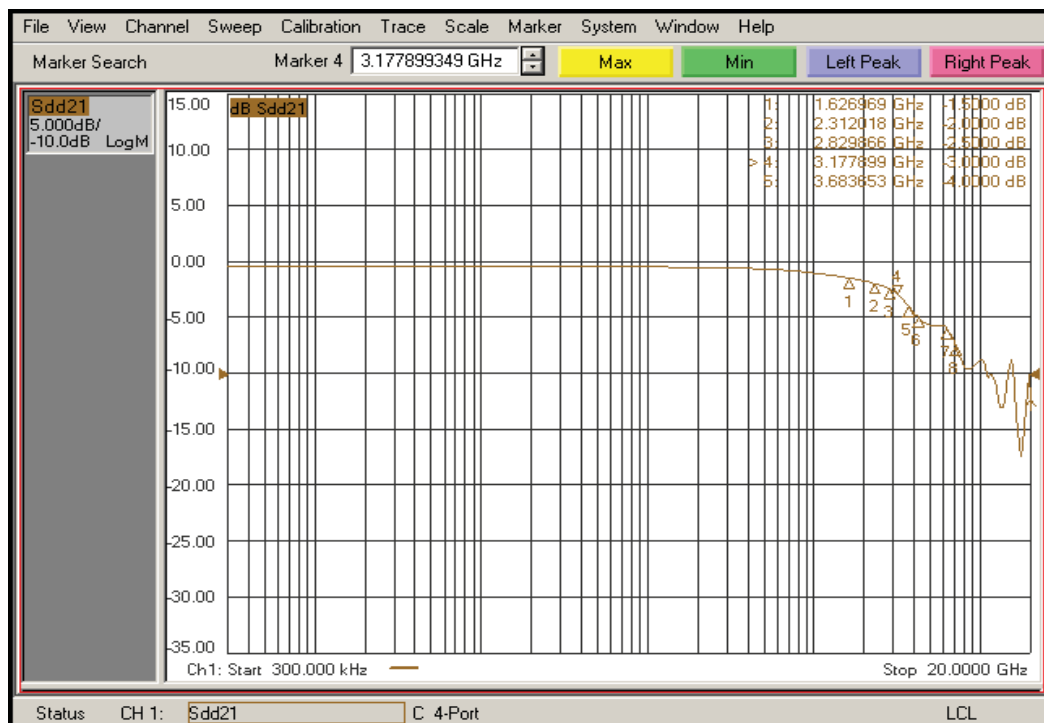 File View Channel Sweep Calibration Trace Scale Marker System Window Help
Marker Search Marker 4 3.177899349 GHz Max Min Left Peak Right Peak
Sdd21
5.000dB/
-10.0dB LogM
dB Sdd21
1: 1.626969 GHz -1.5000 dB
2: 2.312018 GHz -2.0000 dB
3: 2.829866 GHz -2.5000 dB
> 4: 3.177899 GHz -3.0000 dB
5: 3.683653 GHz -4.0000 dB
15.00
10.00
5.00
0.00
-5.00
-10.00
-15.00
-20.00
-25.00
-30.00
-35.00
1
2
3
4
5
6
7
8
Ch1: Start 300.000 kHz Stop 20.0000 GHz
Status CH 1: Sdd21 C 4-Port LCL